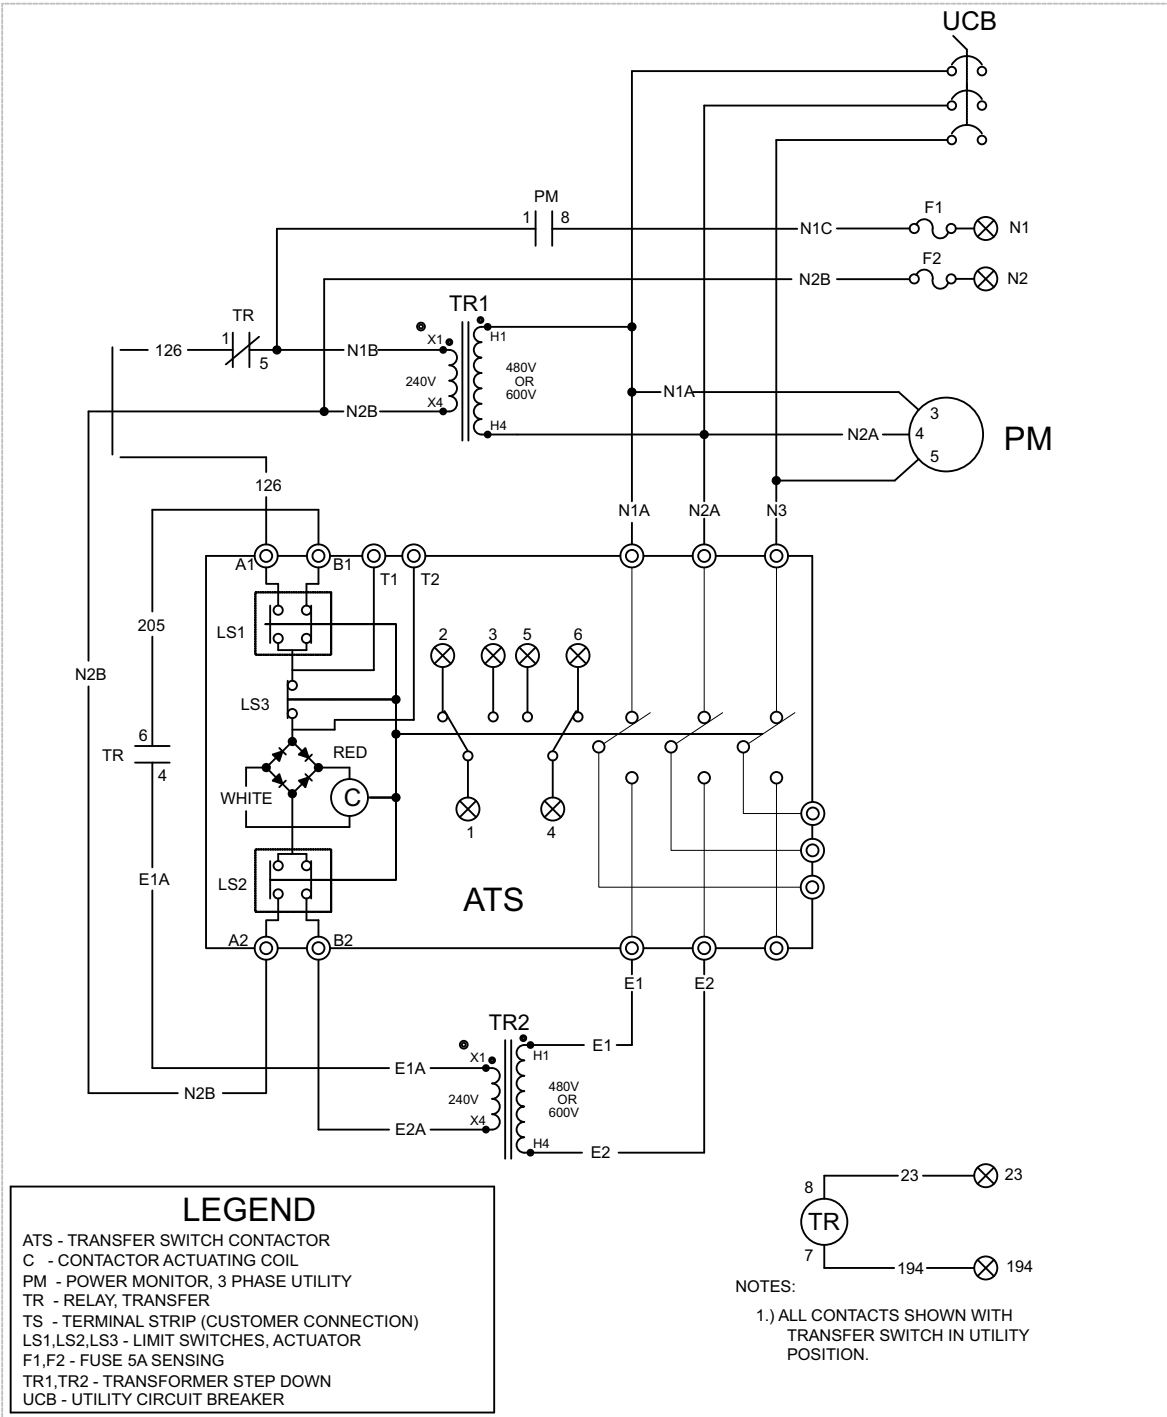 UCB
PM
1 8
N1C
F1
N1
F2
N2B
N2
TR1
TR
1
5
126
N1B
X1
H1
240V
480V
OR
600V
N2B
X4
H4
N1A
3
N2A
4
5
PM
126
N1A
N2A
N3
A1
B1
T1
T2
205
LS1
2
3
5
6
N2B
LS3
6
TR
4
RED
WHITE
C
1
4
E1A
LS2
ATS
A2
B2
E1
E2
TR2
E1
X1
H1
E1A
240V
480V
OR
600V
N2B
E2A
X4
H4
E2
23
23
8
TR
7
194
194
LEGEND
ATS - TRANSFER SWITCH CONTACTOR
C - CONTACTOR ACTUATING COIL
PM - POWER MONITOR, 3 PHASE UTILITY
TR - RELAY, TRANSFER
TS - TERMINAL STRIP (CUSTOMER CONNECTION)
LS1,LS2,LS3 - LIMIT SWITCHES, ACTUATOR
F1,F2 - FUSE 5A SENSING
TR1,TR2 - TRANSFORMER STEP DOWN
UCB - UTILITY CIRCUIT BREAKER
NOTES:
1.) ALL CONTACTS SHOWN WITH
TRANSFER SWITCH IN UTILITY
POSITION.